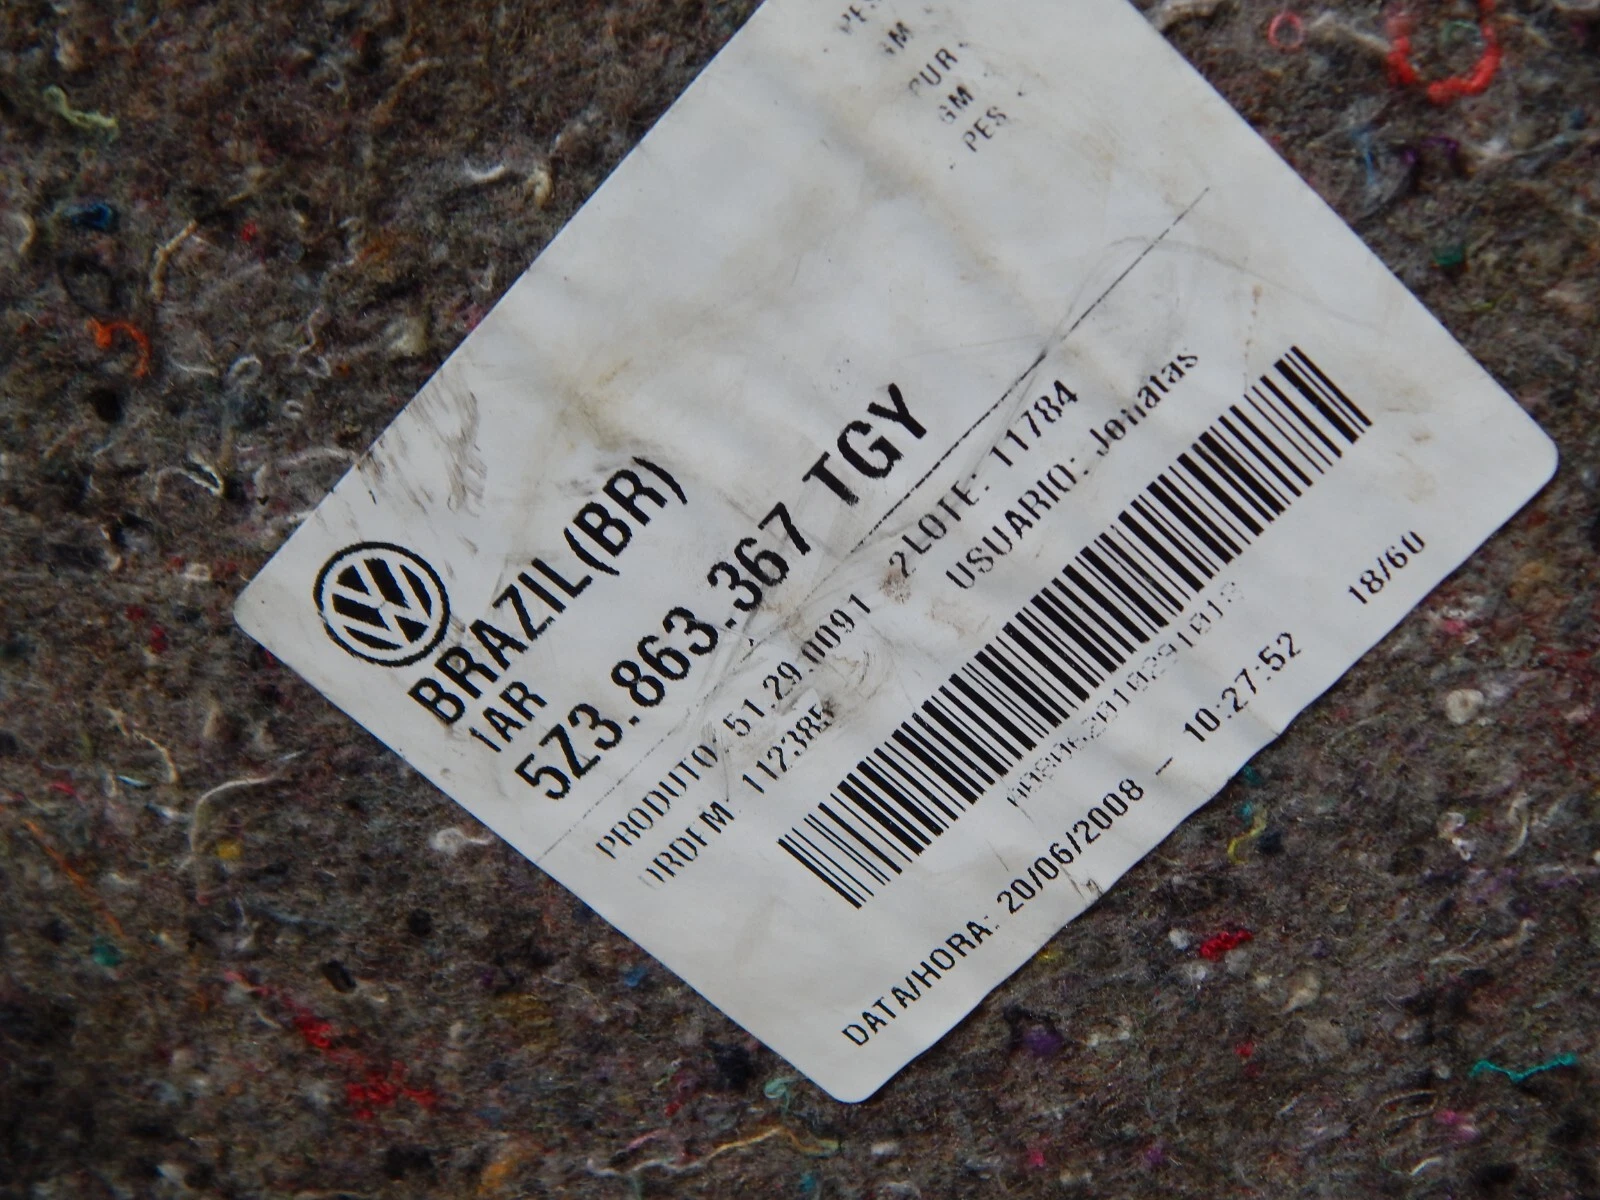 PES
GM
PUR
GM
PES
BRAZIL(BR)
1AR
5Z3.863.367 TGY
PRODUTO: 51.29.0091 2LOTE: 11784
ORDEM 112385 USUARIO: Jonatas
DATA/HORA: 20/06/2008 - 10:27:52 18/60